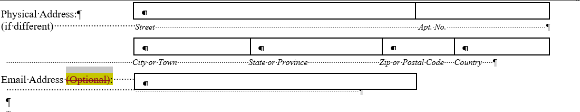 Physical Address:¶
(if different)
¶
Street Apt. No. ¶
¶ ¶ ¶ ¶
City or Town State or Province Zip or Postal Code Country ¶
Email Address (Optional): ¶
¶
¶